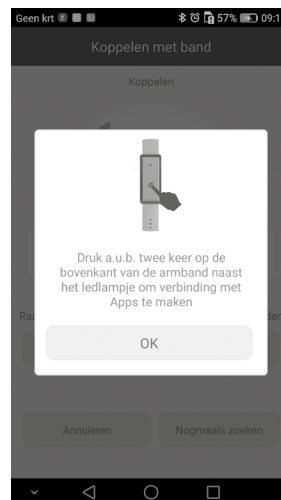 Geen krt 57% 09:1
Koppelen met band
Koppelen
Druk a.u.b. twee keer op de
bovenkant van de armband naast
het ledlampje om verbinding met
Apps te maken
OK
Annuleren Nogmaals zoeken